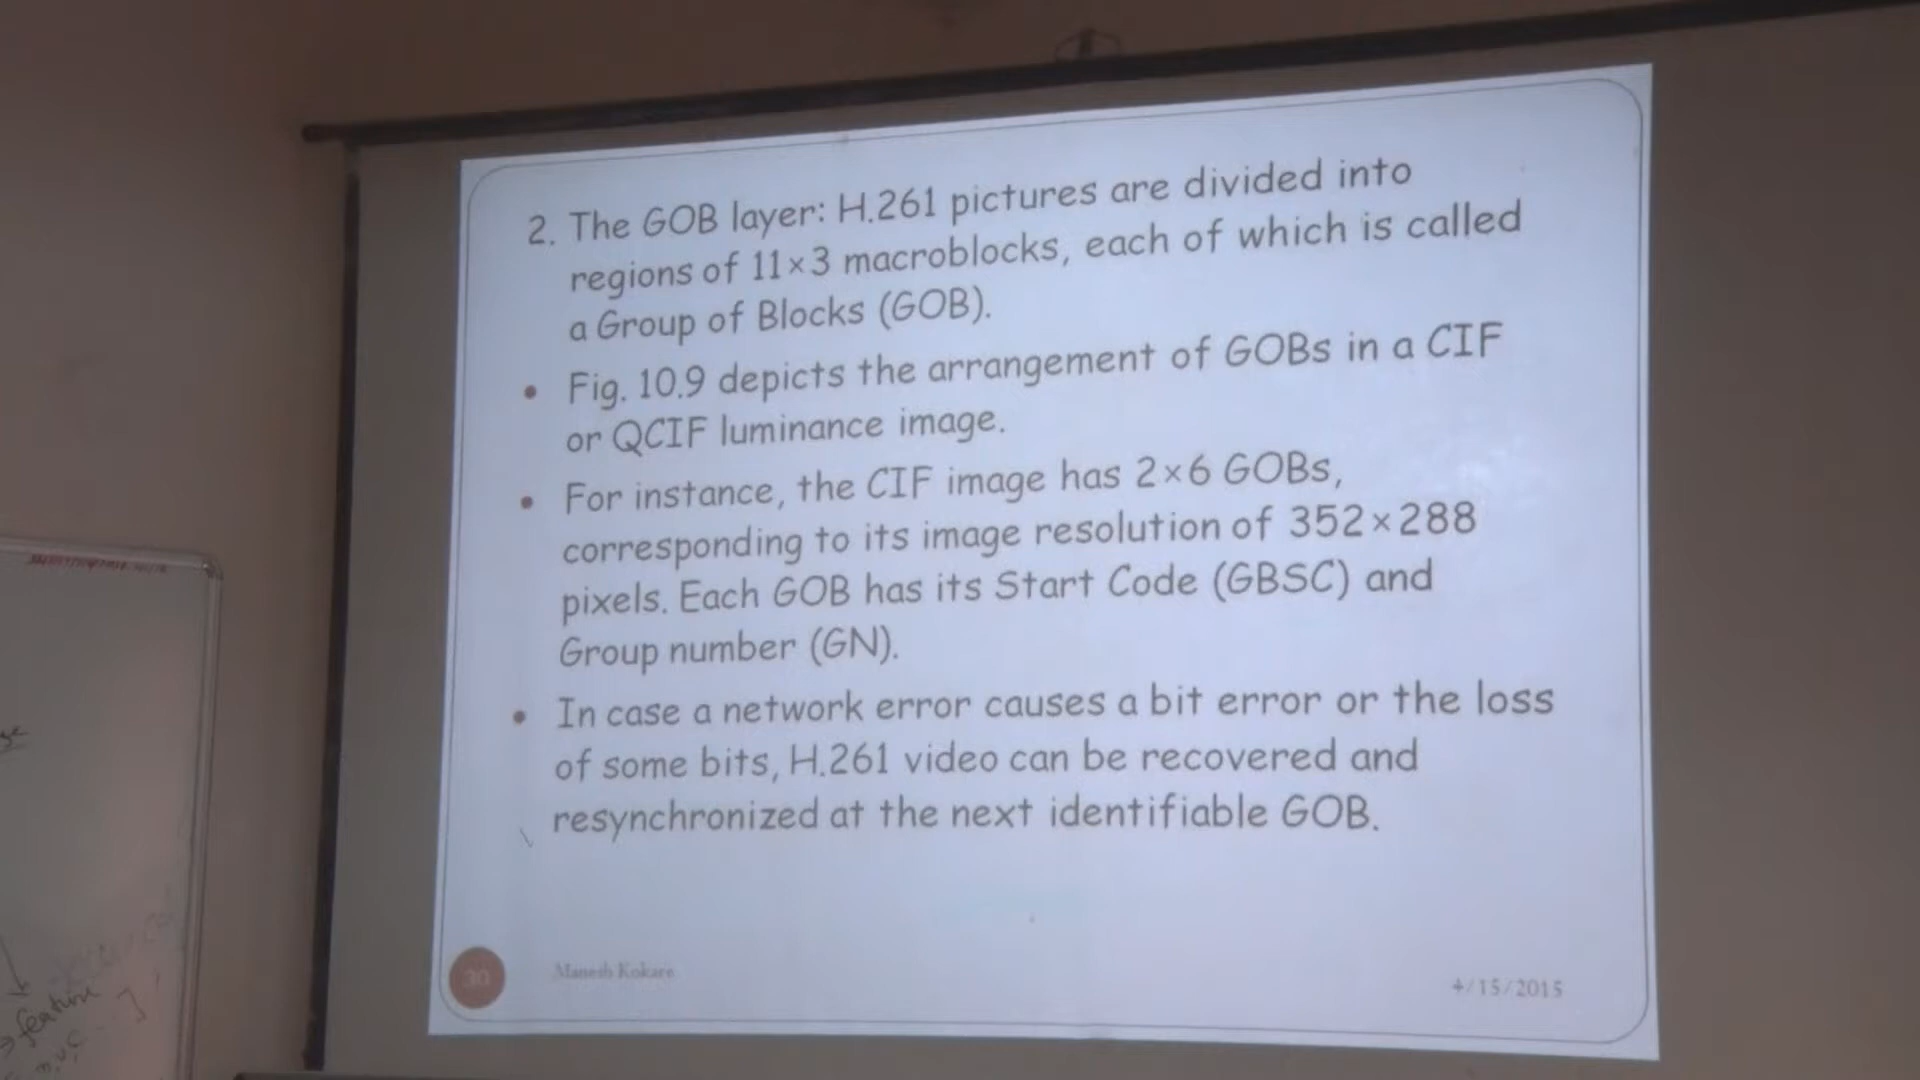 2. The GOB layer: H.261 pictures are divided into
regions of 11×3 macroblocks, each of which is called
a Group of Blocks (GOB).
• Fig. 10.9 depicts the arrangement of GOBs in a CIF
or QCIF luminance image.
• For instance, the CIF image has 2×6 GOBs,
corresponding to its image resolution of 352×288
pixels. Each GOB has its Start Code (GBSC) and
Group number (GN).
• In case a network error causes a bit error or the loss
of some bits, H.261 video can be recovered and
resynchronized at the next identifiable GOB.
30
Manesh Kokare
4/15/2015
feature